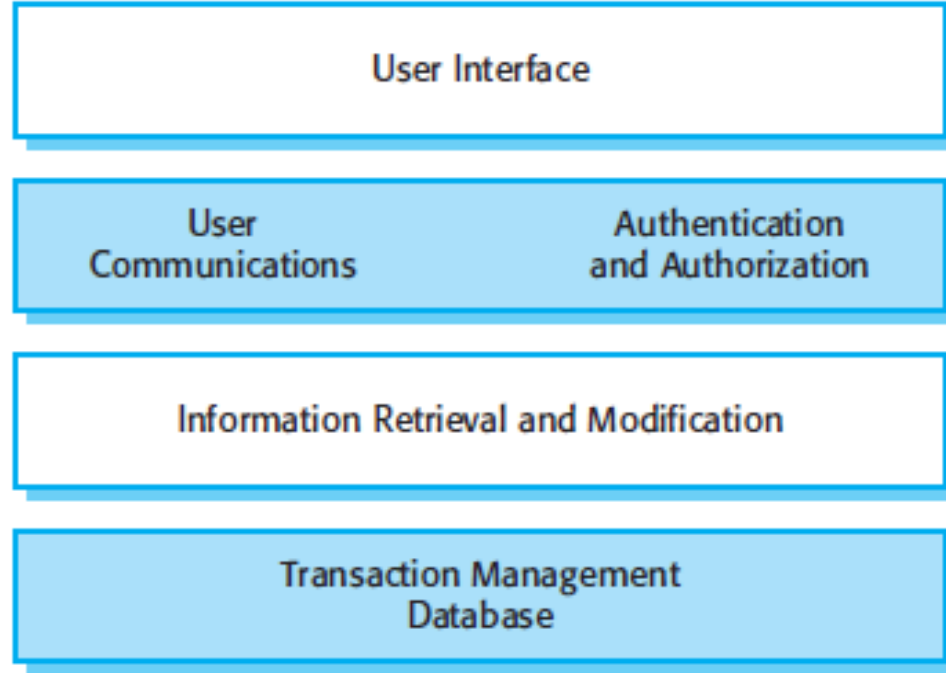 User Interface
User
Communications
Authentication
and Authorization
Information Retrieval and Modification
Transaction Management
Database